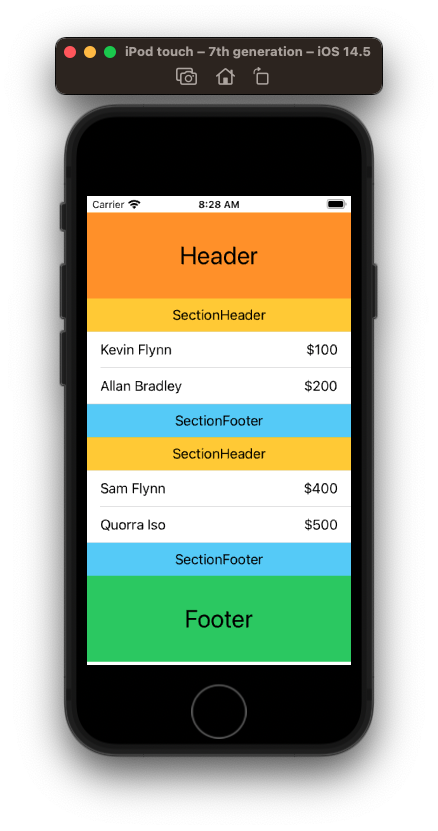 iPod touch – 7th generation – iOS 14.5
Carrier 8:28 AM
Header
SectionHeader
Kevin Flynn $100
Allan Bradley $200
SectionFooter
SectionHeader
Sam Flynn $400
Quorra Iso $500
SectionFooter
Footer